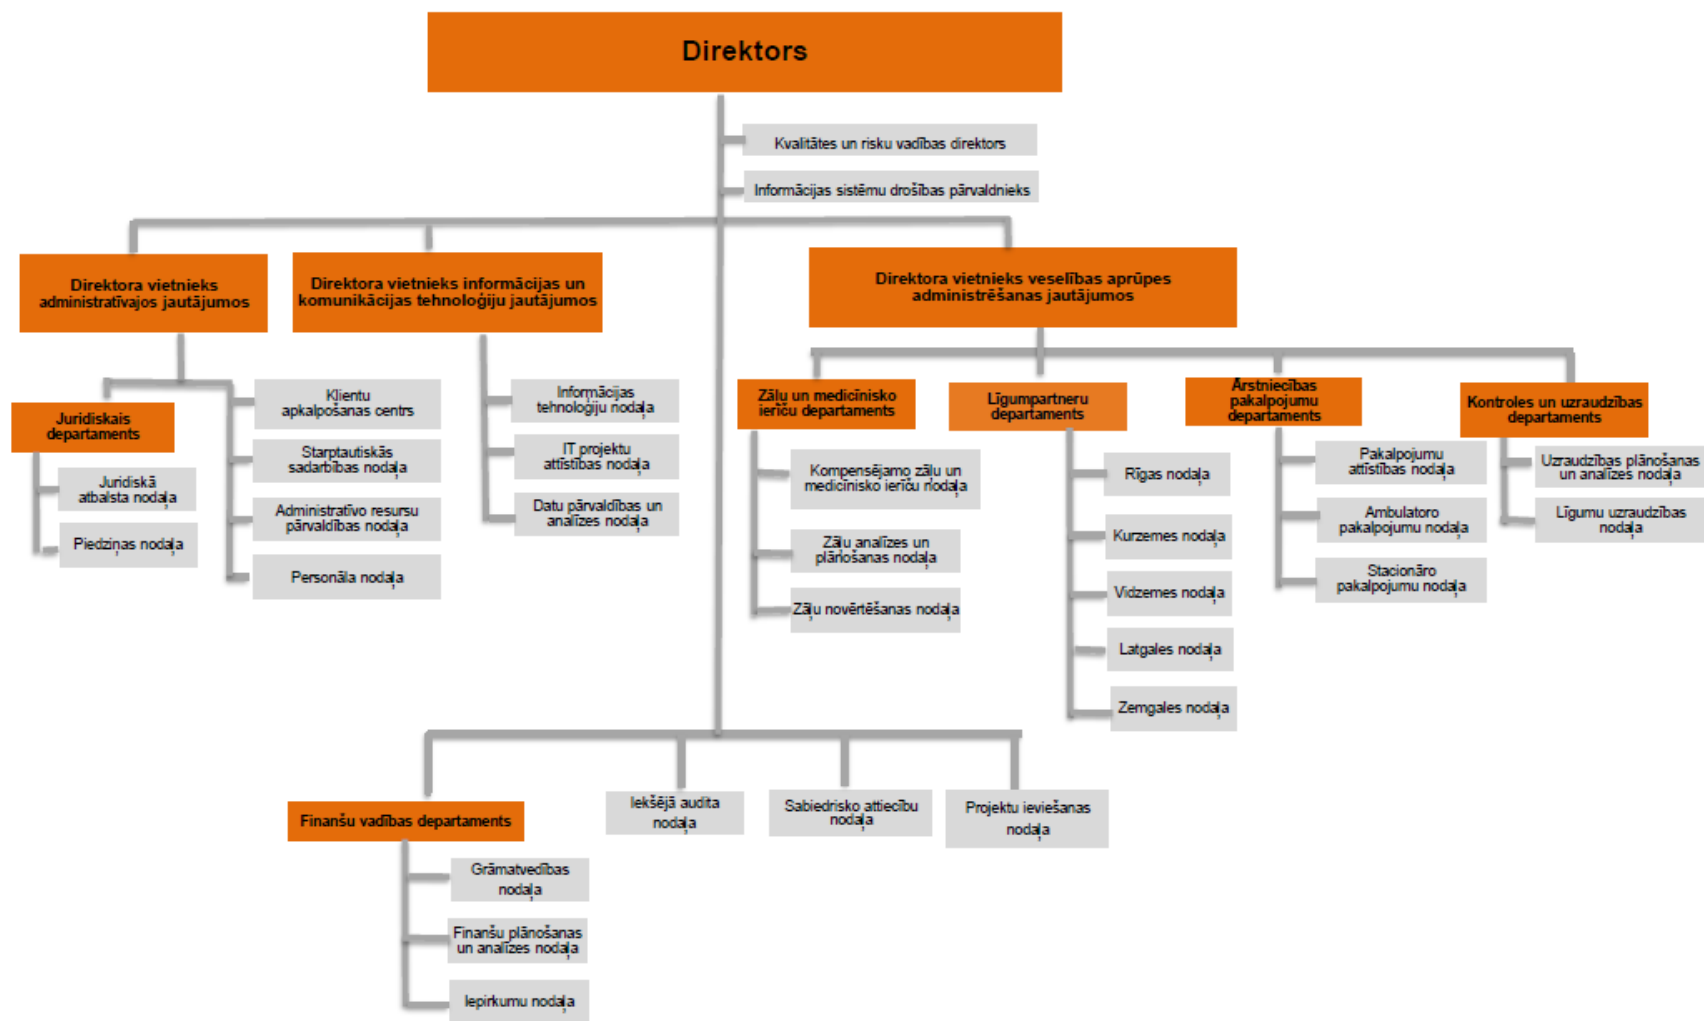 Direktors
Kvalitātes un risku vadības direktors
Informācijas sistēmu drošības pārvaldnieks
Direktora vietnieks
administratīvajos jautājumos
Direktora vietnieks informācijas un
komunikācijas tehnoloģiju jautājumos
Direktora vietnieks veselības aprūpes
administrēšanas jautājumos
Juridiskais
departaments
Juridiskā
atbalsta nodaļa
Piedziņas nodaļa
Klientu
apkalpošanas centrs
Starptautiskās
sadarbības nodaļa
Administratīvo resursu
pārvaldības nodaļa
Personāla nodaļa
Informācijas
tehnoloģiju nodaļa
IT projektu
attīstības nodaļa
Datu pārvaldības un
analīzes nodaļa
Zāļu un medicīnisko
ierīču departaments
Kompensējamo zāļu un
medicīnisko ierīču nodaļa
Zāļu analīzes un
plānošanas nodaļa
Zāļu novērtēšanas nodaļa
Līgumpartneru
departaments
Rīgas nodaļa
Kurzemes nodaļa
Vidzemes nodaļa
Latgales nodaļa
Zemgales nodaļa
Ārstniecības
pakalpojumu
departaments
Pakalpojumu
attīstības nodaļa
Ambulatoro
pakalpojumu nodaļa
Stacionāro
pakalpojumu nodaļa
Kontroles un uzraudzības
departaments
Uzraudzības plānošanas
un analīzes nodaļa
Līgumu uzraudzības
nodaļa
Finanšu vadības departaments
Grāmatvedības
nodaļa
Finanšu plānošanas
un analīzes nodaļa
Iepirkumu nodaļa
Iekšējā audita
nodaļa
Sabiedrisko attiecību
nodaļa
Projektu ieviešanas
nodaļa